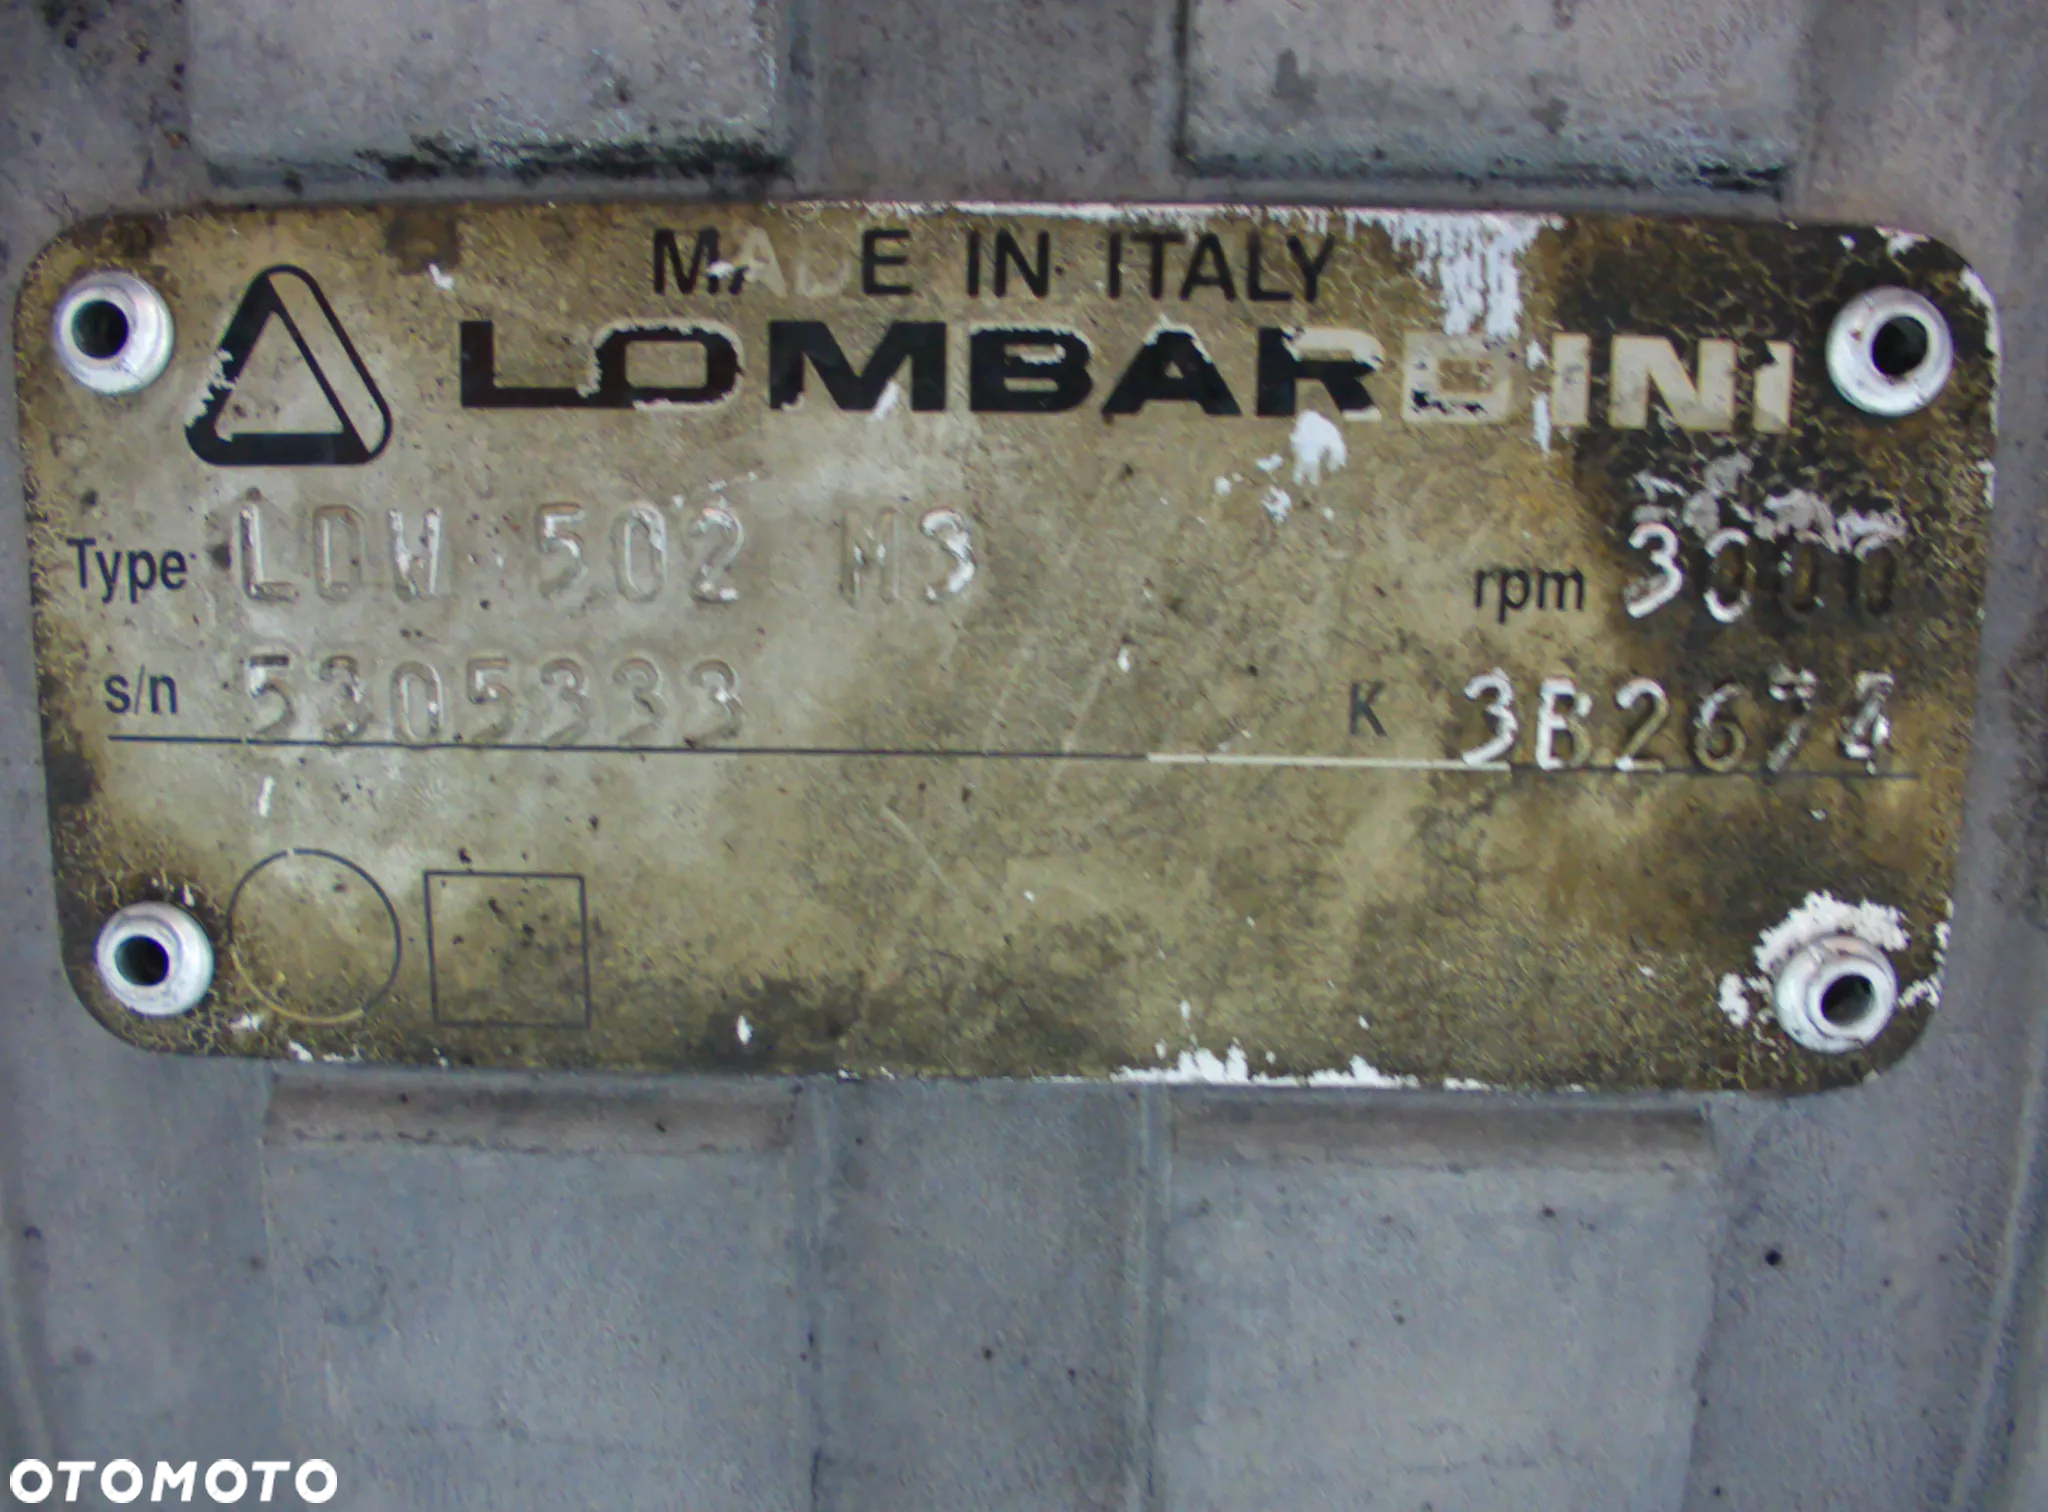 MADE IN ITALY
LOMBARDINI
Type LDW 502 M3 rpm 3000
s/n 5305333 K 3B2674
OTOMOTO